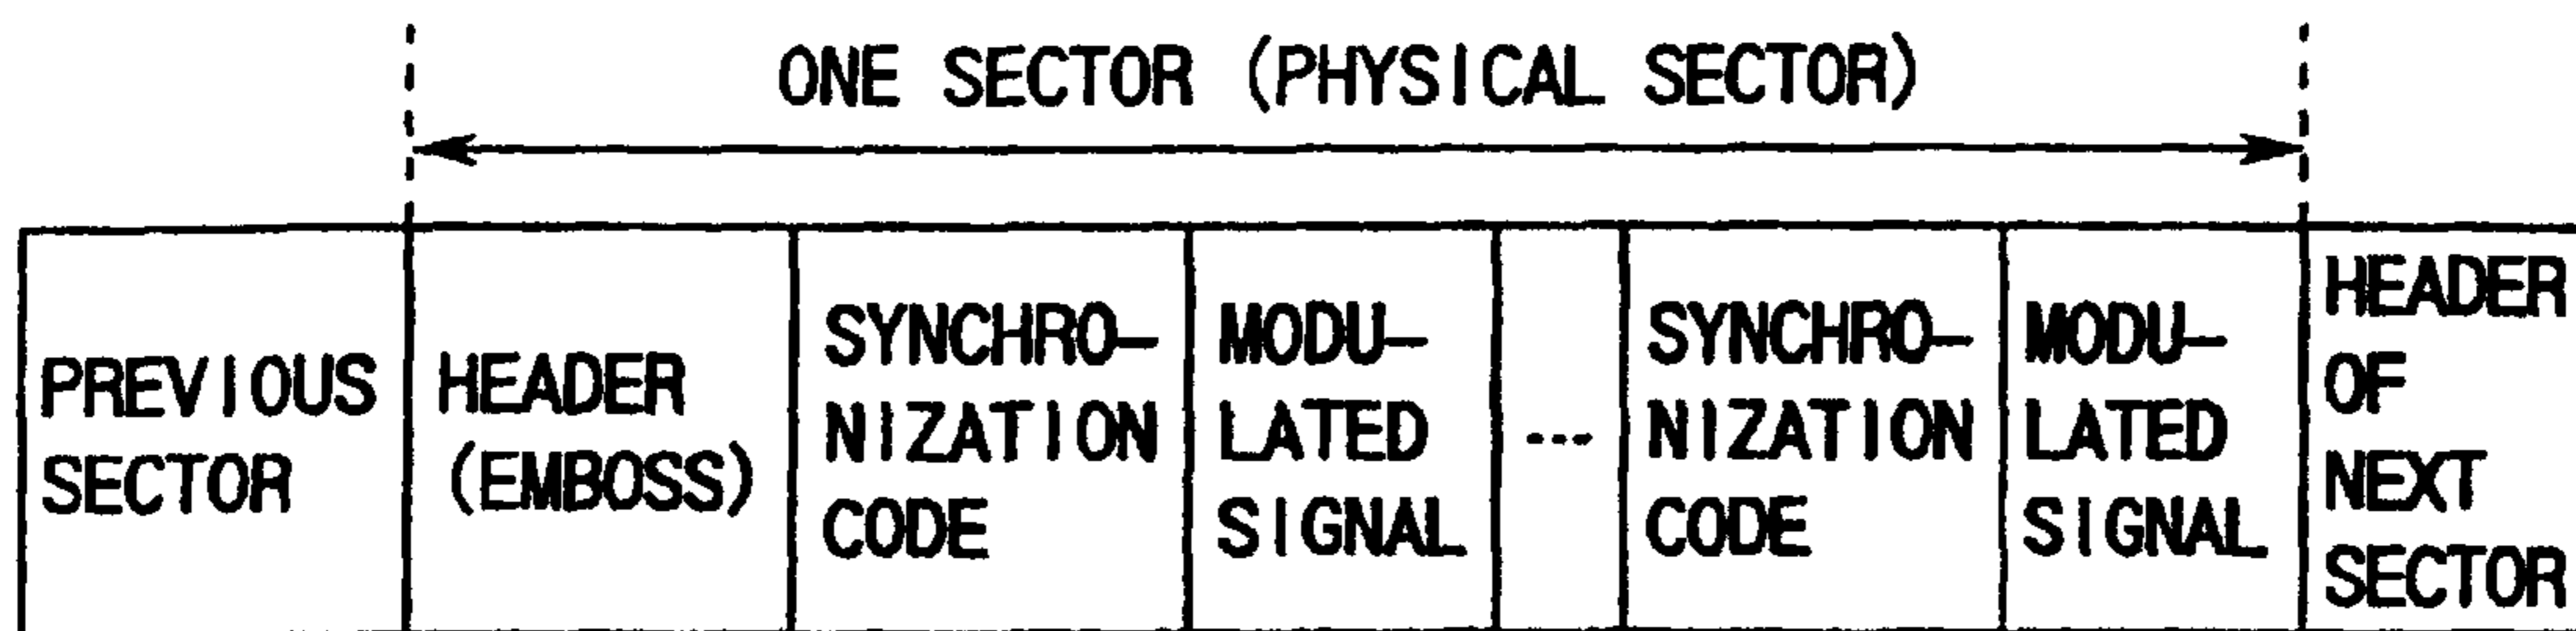 ONE SECTOR (PHYSICAL SECTOR)
PREVIOUS
SECTOR
HEADER
(EMBOSS)
SYNCHRO–
NIZATION
CODE
MODU–
LATED
SIGNAL
---
SYNCHRO–
NIZATION
CODE
MODU–
LATED
SIGNAL
HEADER
OF
NEXT
SECTOR